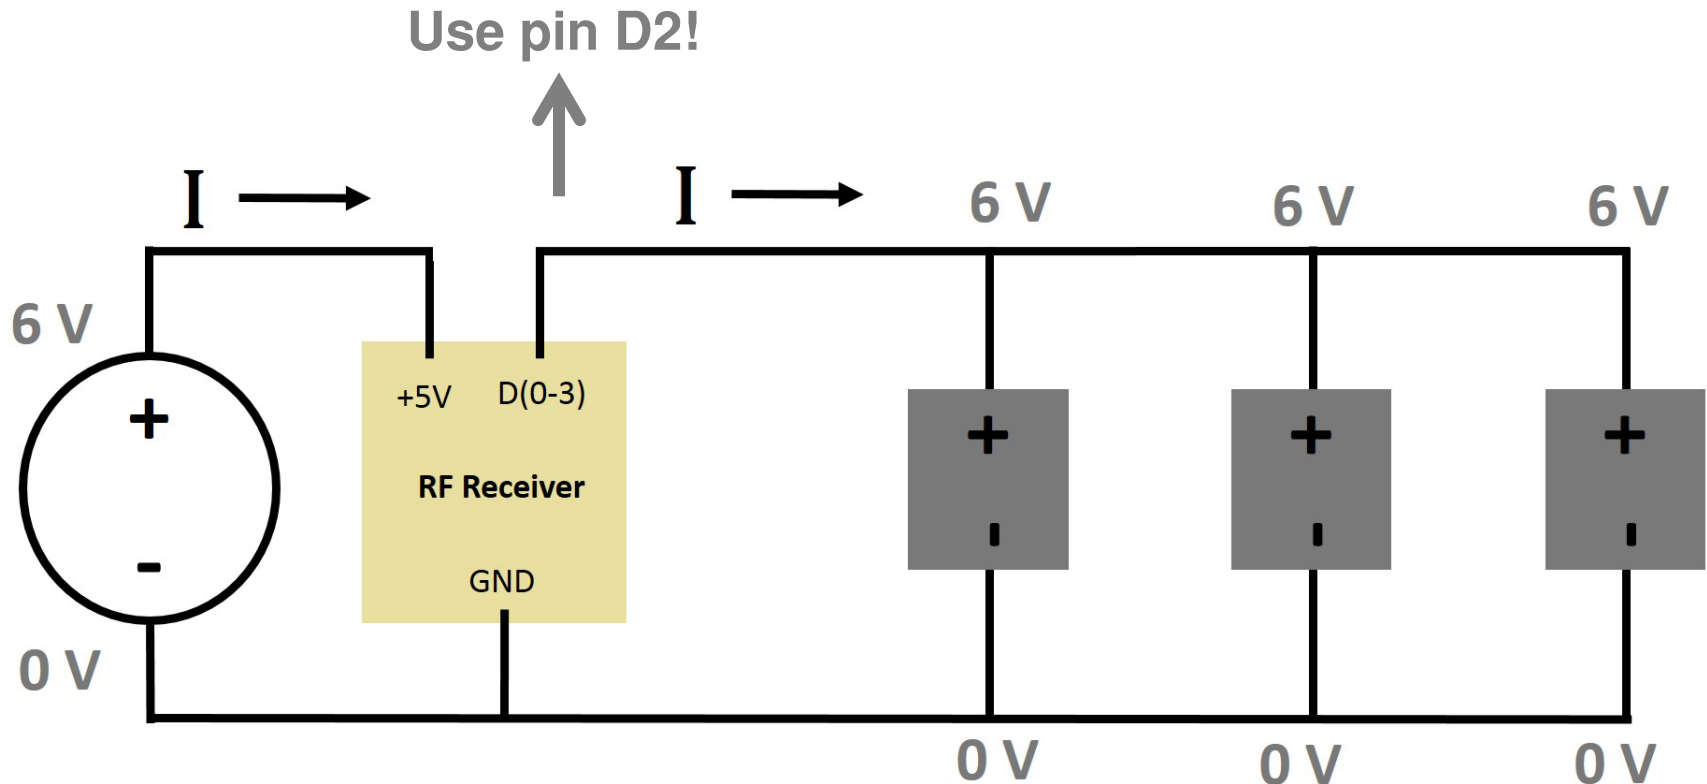 Use pin D2!
I
I
6 V
6 V
6 V
6 V
+5V
D(0-3)
+
+
+
+
RF Receiver
-
-
-
-
GND
0 V
0 V
0 V
0 V